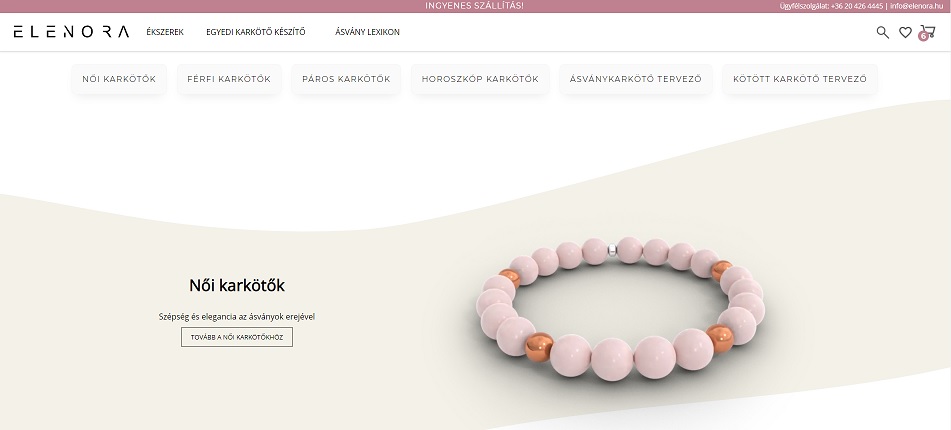 INGYENES SZÁLLÍTÁS!
Ügyfélszolgálat: +36 20 426 4445 | info@elenora.hu
ELENORA
ÉKSZEREK
EGYEDI KARKÖTŐ KÉSZÍTŐ
ÁSVÁNY LEXIKON
6
NŐI KARKÖTŐK
FÉRFI KARKÖTŐK
PÁROS KARKÖTŐK
HOROSZKÓP KARKÖTŐK
ÁSVÁNYKARKÖTŐ TERVEZŐ
KÖTÖTT KARKÖTŐ TERVEZŐ
Női karkötők
Szépség és elegancia az ásványok erejével
TOVÁBB A NŐI KARKÖTŐKHÖZ